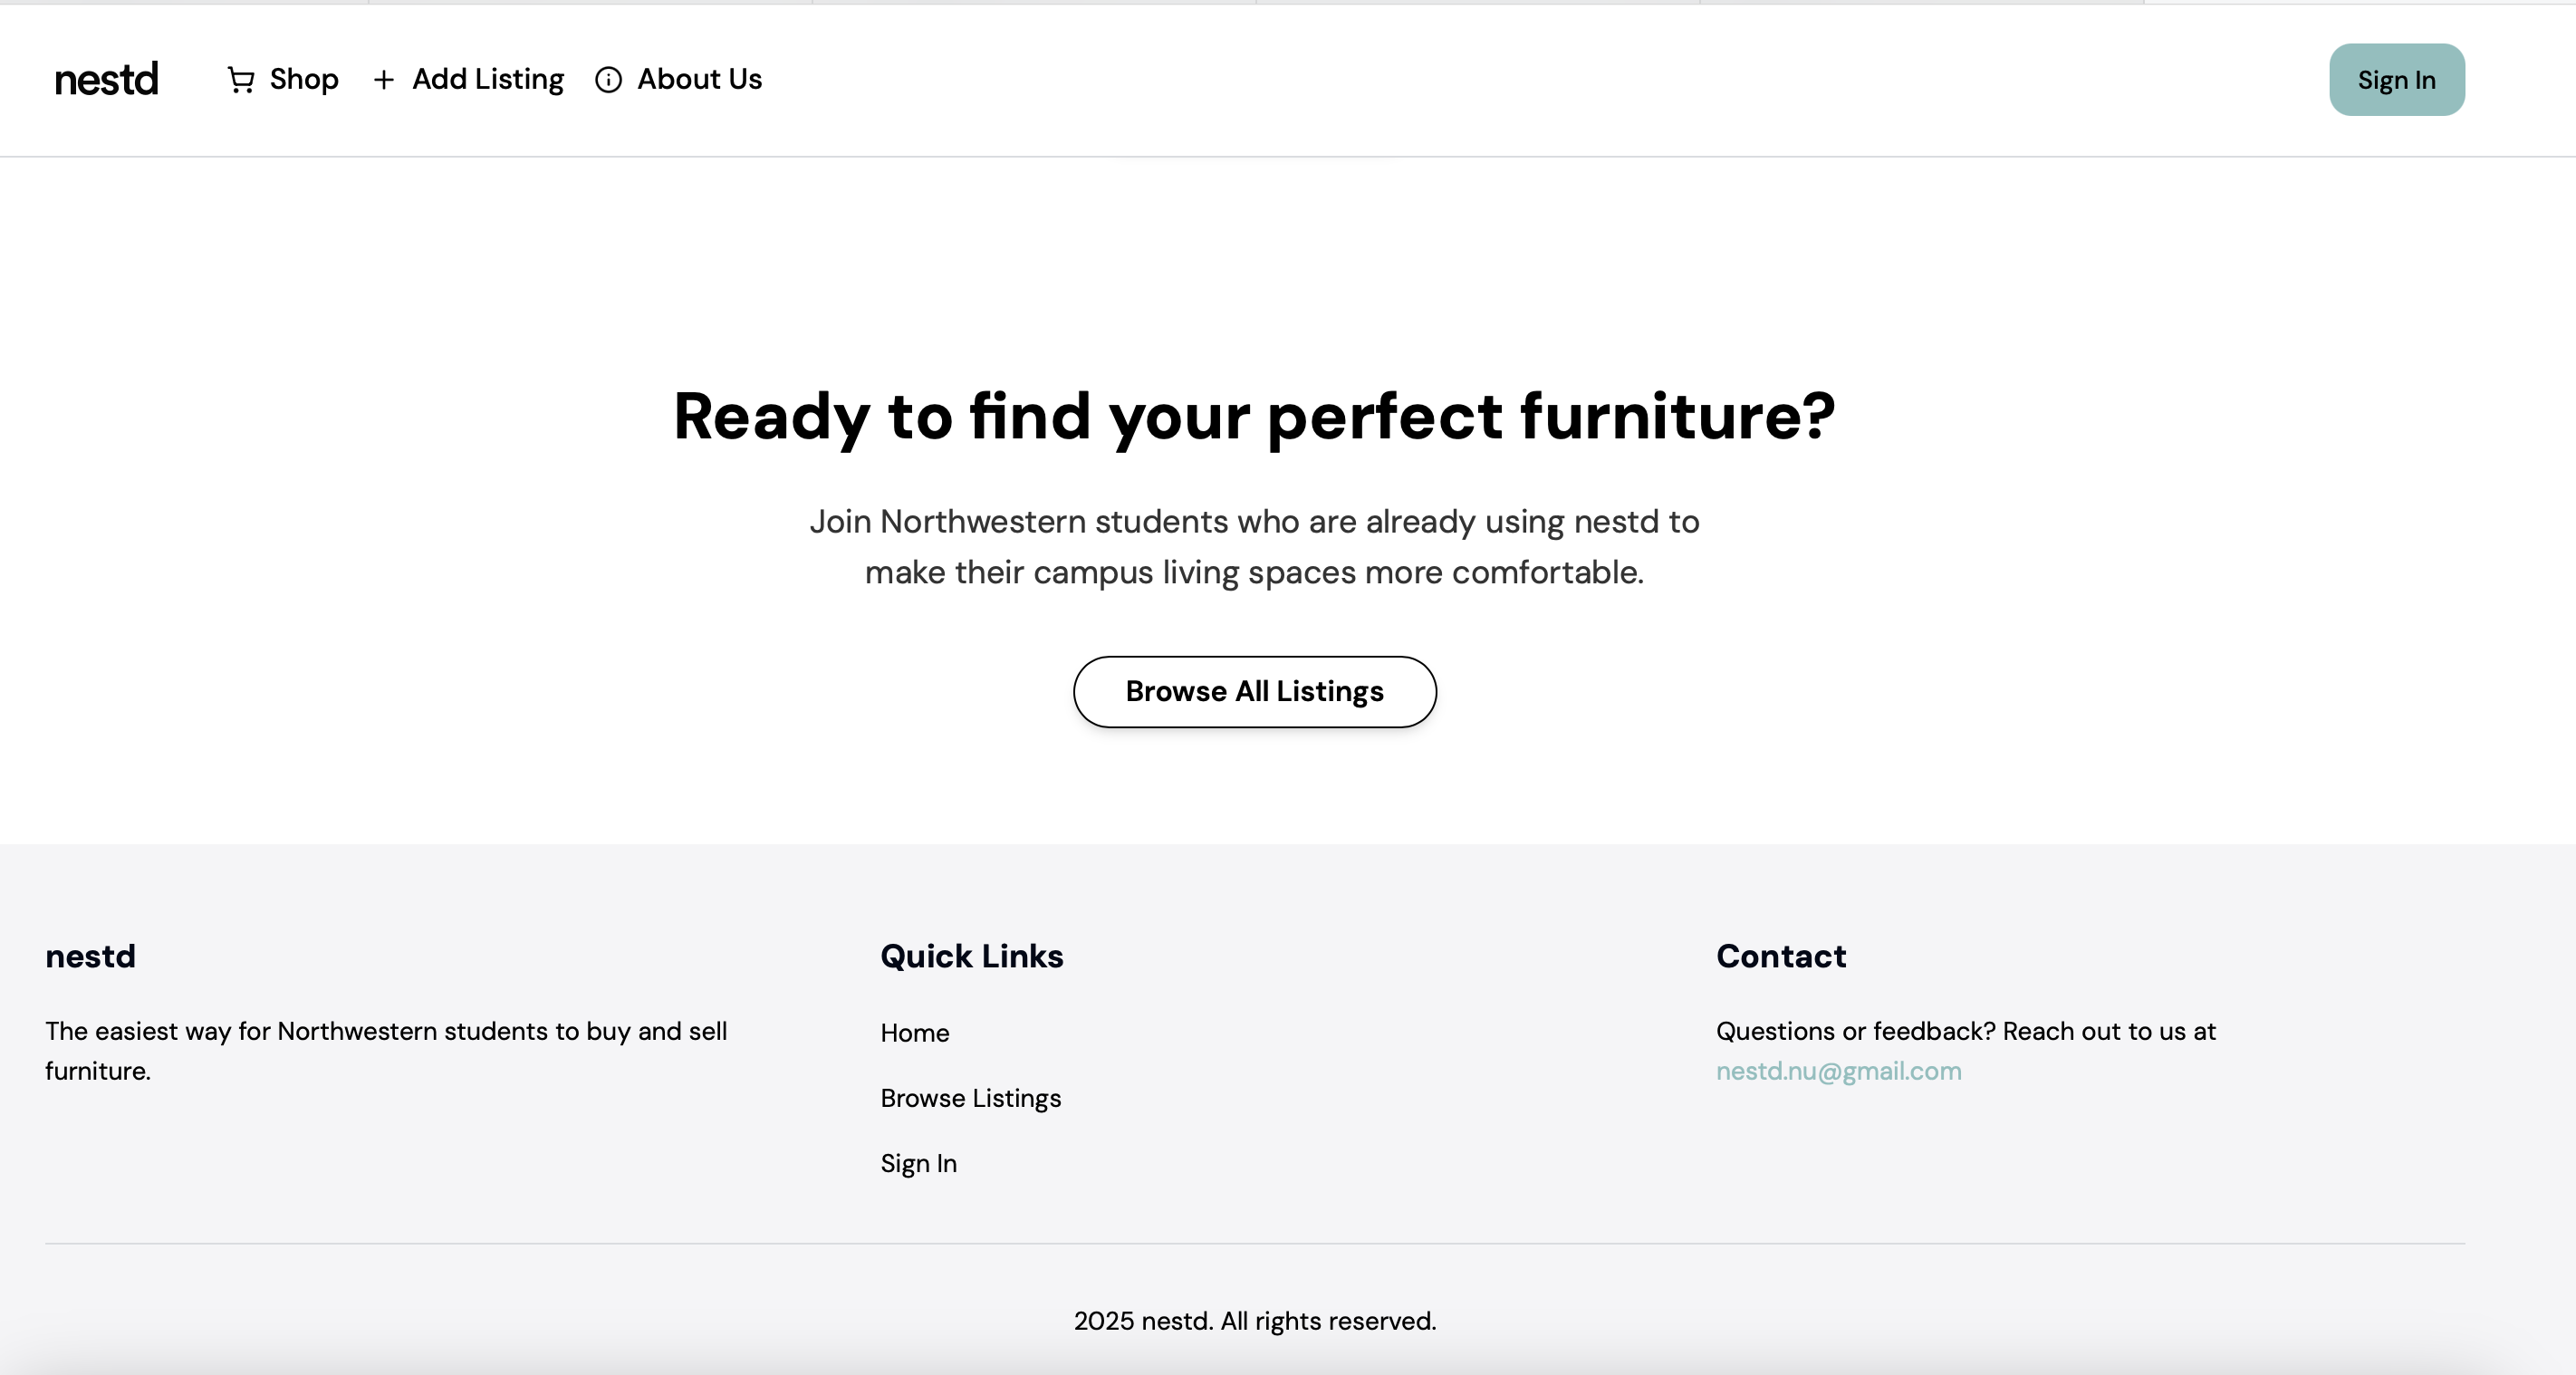 nestd
Shop
Add Listing
About Us
Sign In
Ready to find your perfect furniture?
Join Northwestern students who are already using nestd to
make their campus living spaces more comfortable.
Browse All Listings
nestd
The easiest way for Northwestern students to buy and sell
furniture.
Quick Links
Home
Browse Listings
Sign In
Contact
Questions or feedback? Reach out to us at
nestd.nu@gmail.com
2025 nestd. All rights reserved.